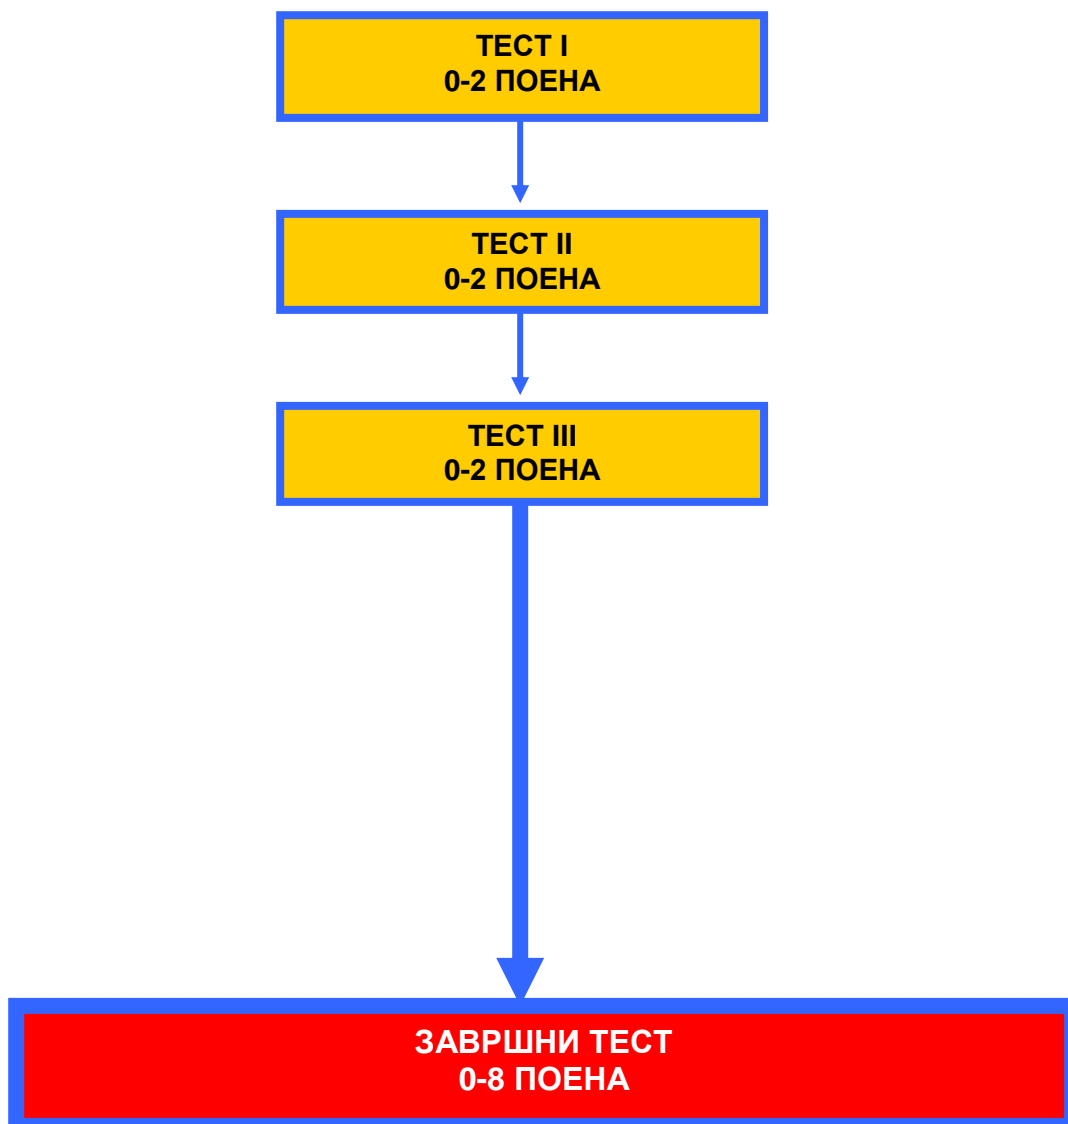 ТЕСТ I
0-2 ПОЕНА
ТЕСТ II
0-2 ПОЕНА
ТЕСТ III
0-2 ПОЕНА
ЗАВРШНИ ТЕСТ
0-8 ПОЕНА